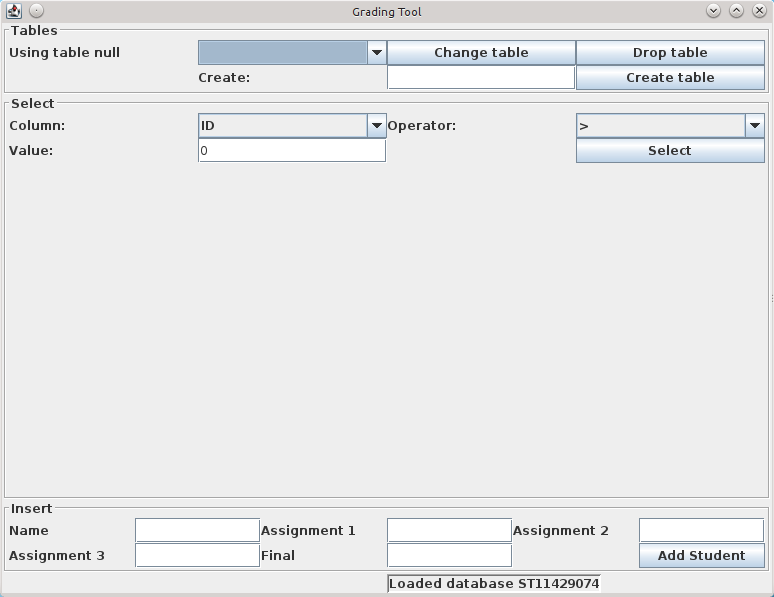 Grading Tool
Tables
Using table null Change table Drop table
Create: Create table
Select
Column: ID Operator: >
Value: 0 Select
Insert
Name Assignment 1 Assignment 2
Assignment 3 Final Add Student
Loaded database ST11429074